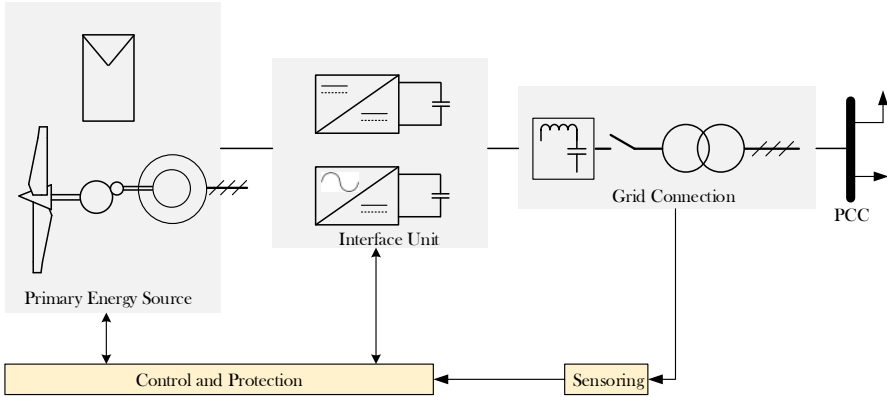 Grid Connection
PCC
Interface Unit
Primary Energy Source
Control and Protection
Sensoring